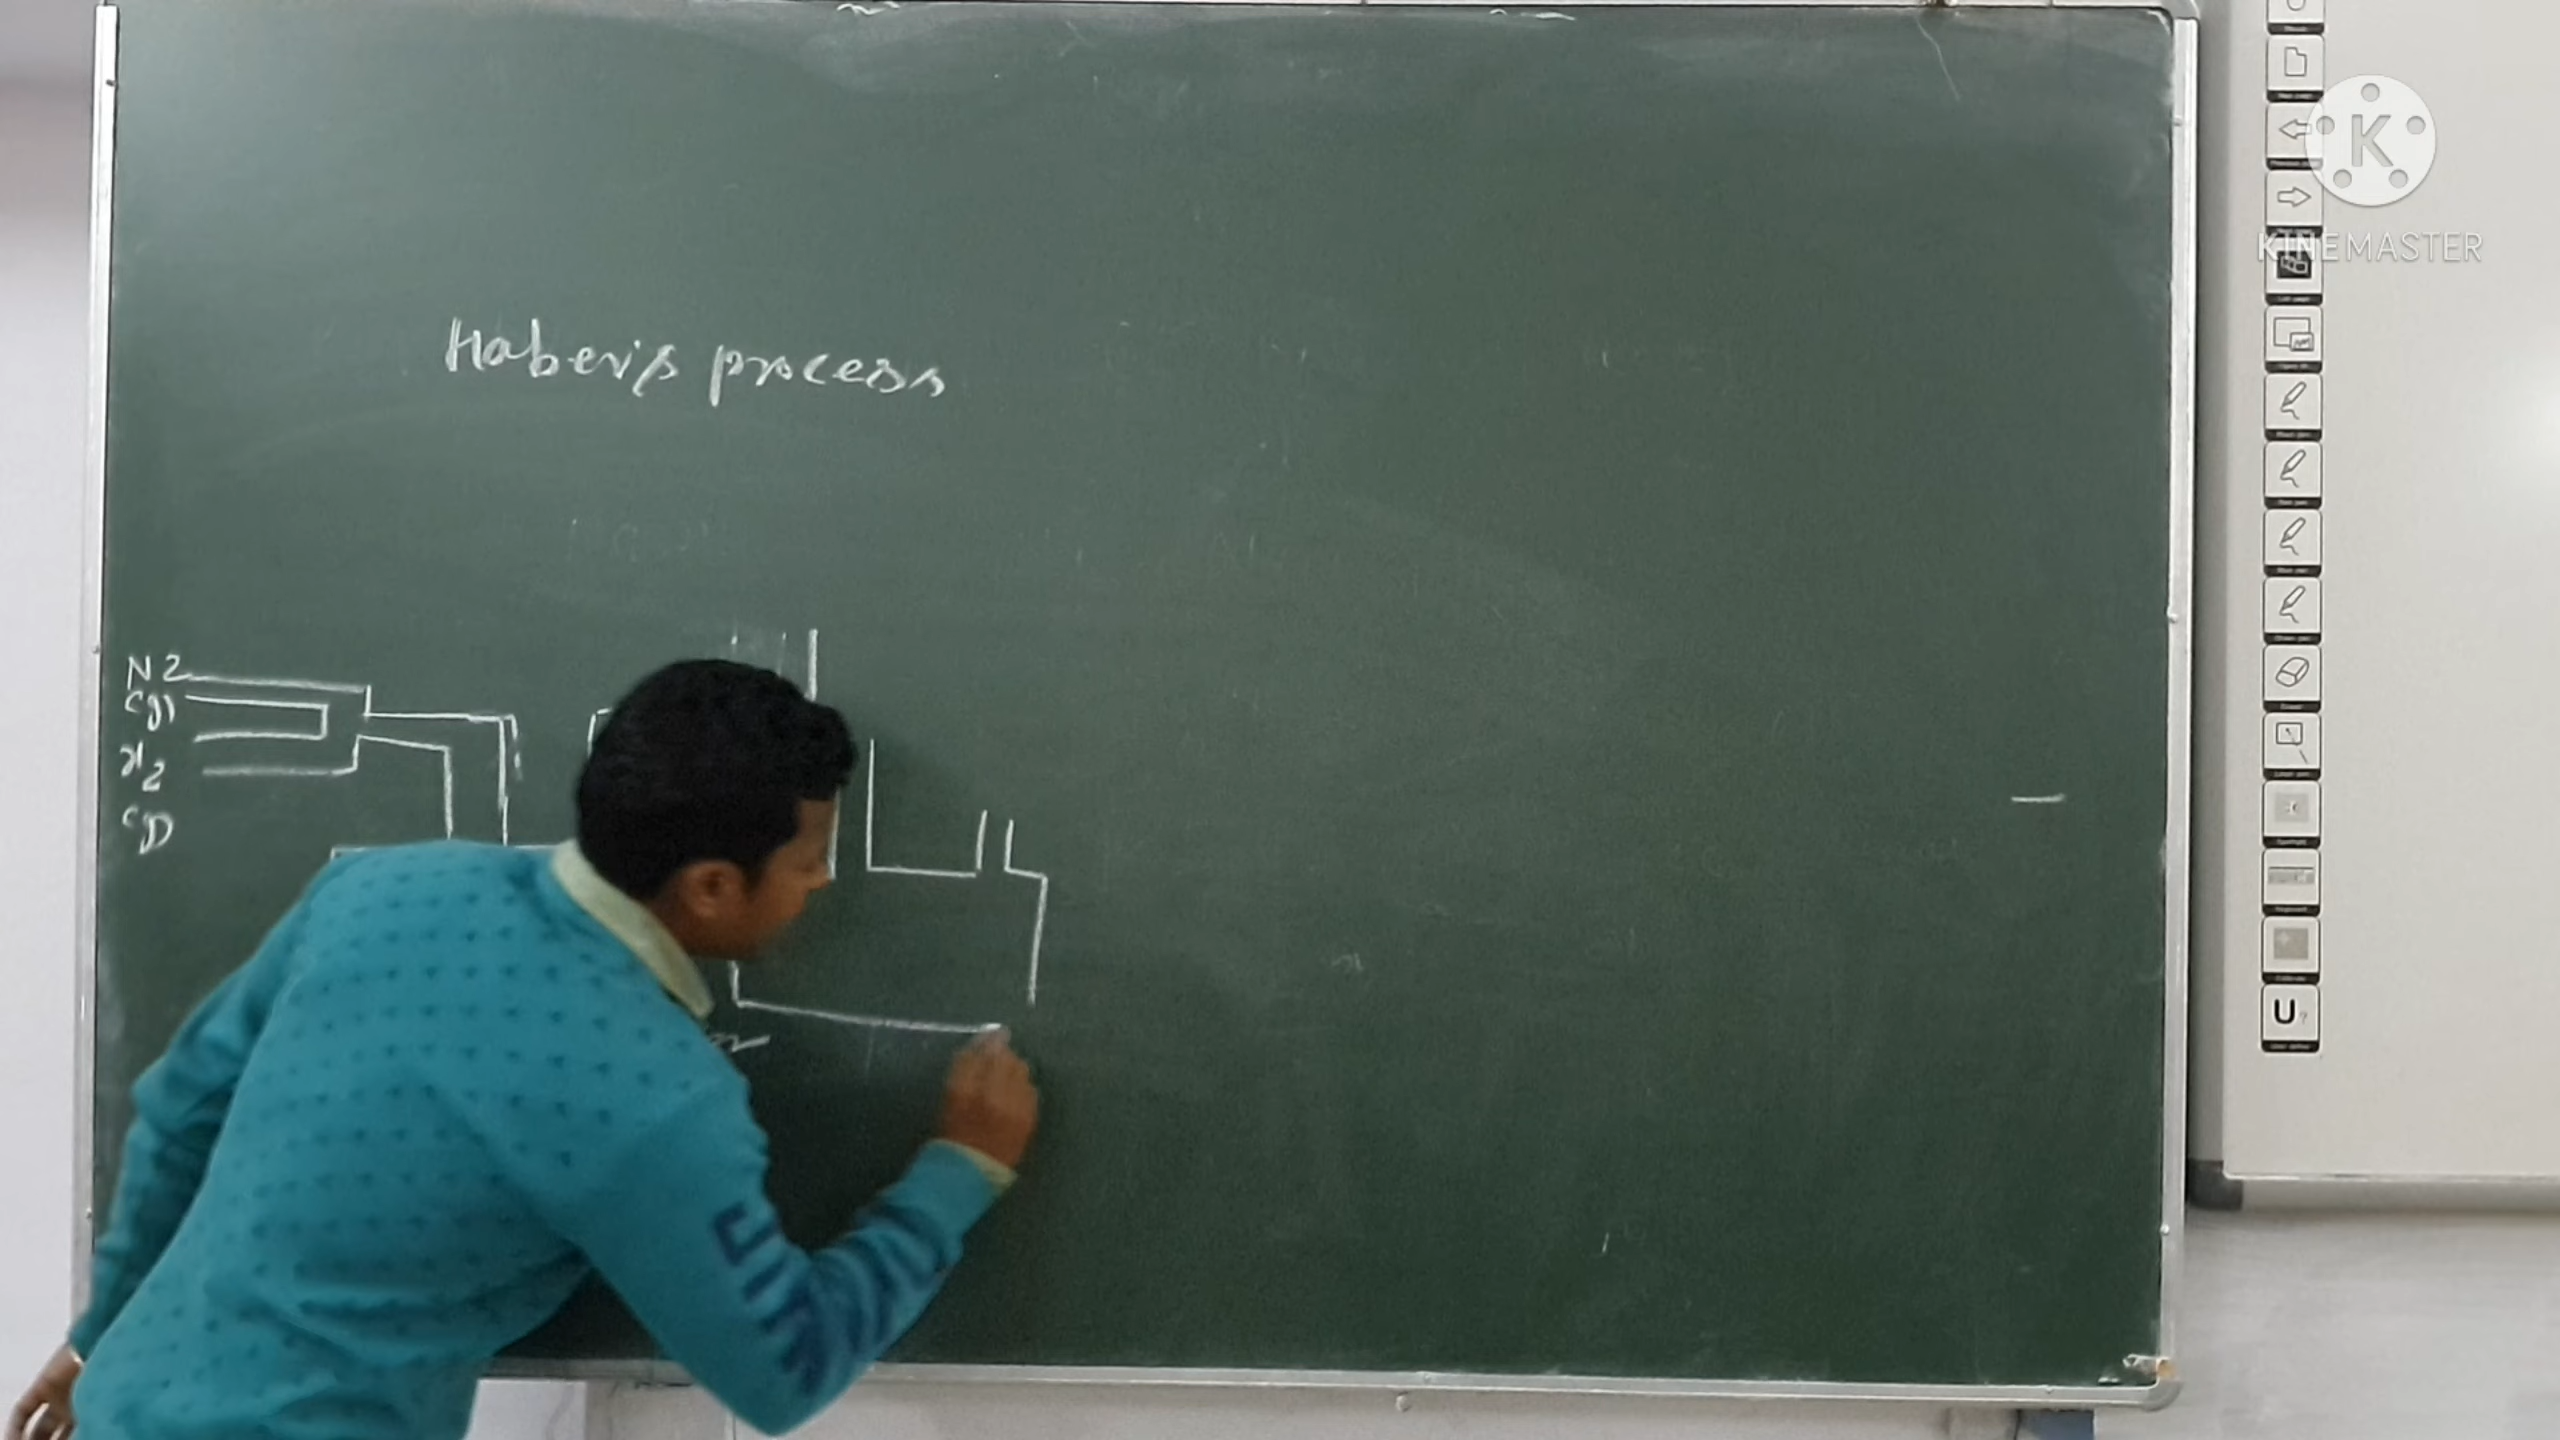 Haber's process
N2
(g)
H2
(g)
K
KINEMASTER
U?